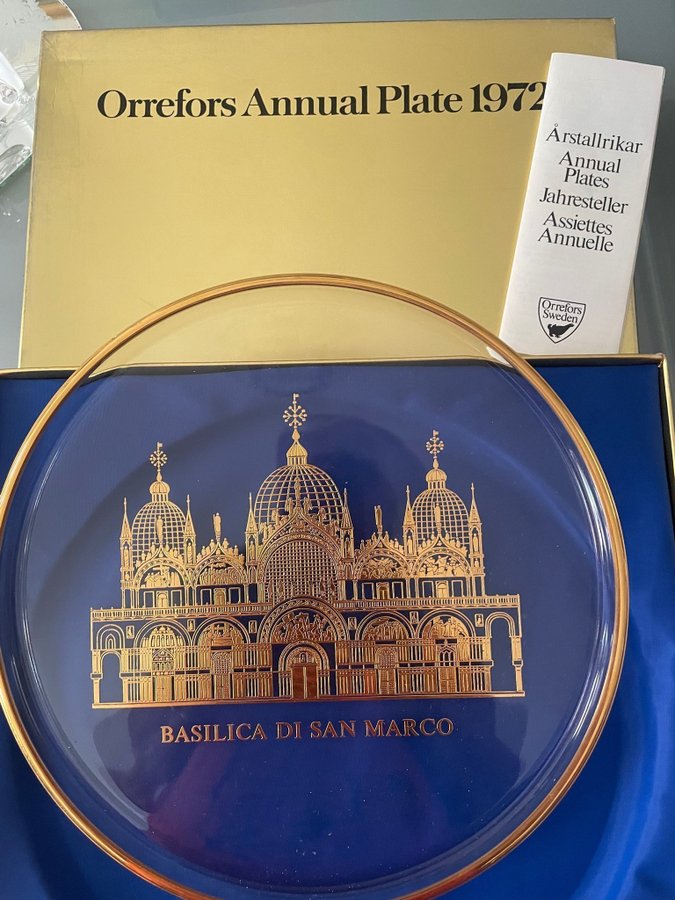 Orrefors Annual Plate 1972
Årstallrikar
Annual
Plates
Jahresteller
Assiettes
Annuelle
Orrefors
Sweden
BASILICA DI SAN MARCO